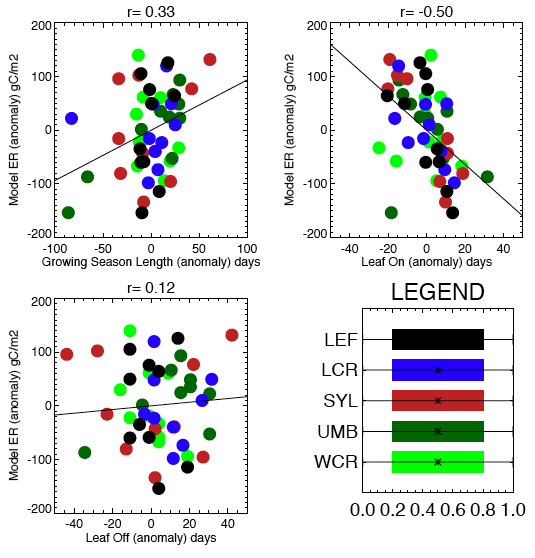 r= 0.33
Model ER (anomaly) gC/m2
200
100
0
-100
-200
-100 -50 0 50 100
Growing Season Length (anomaly) days
r= -0.50
Model ER (anomaly) gC/m2
200
100
0
-100
-200
-40 -20 0 20 40
Leaf On (anomaly) days
r= 0.12
Model ER (anomaly) gC/m2
200
100
0
-100
-200
-40 -20 0 20 40
Leaf Off (anomaly) days
LEGEND
LEF
LCR
SYL
UMB
WCR
0.0 0.2 0.4 0.6 0.8 1.0